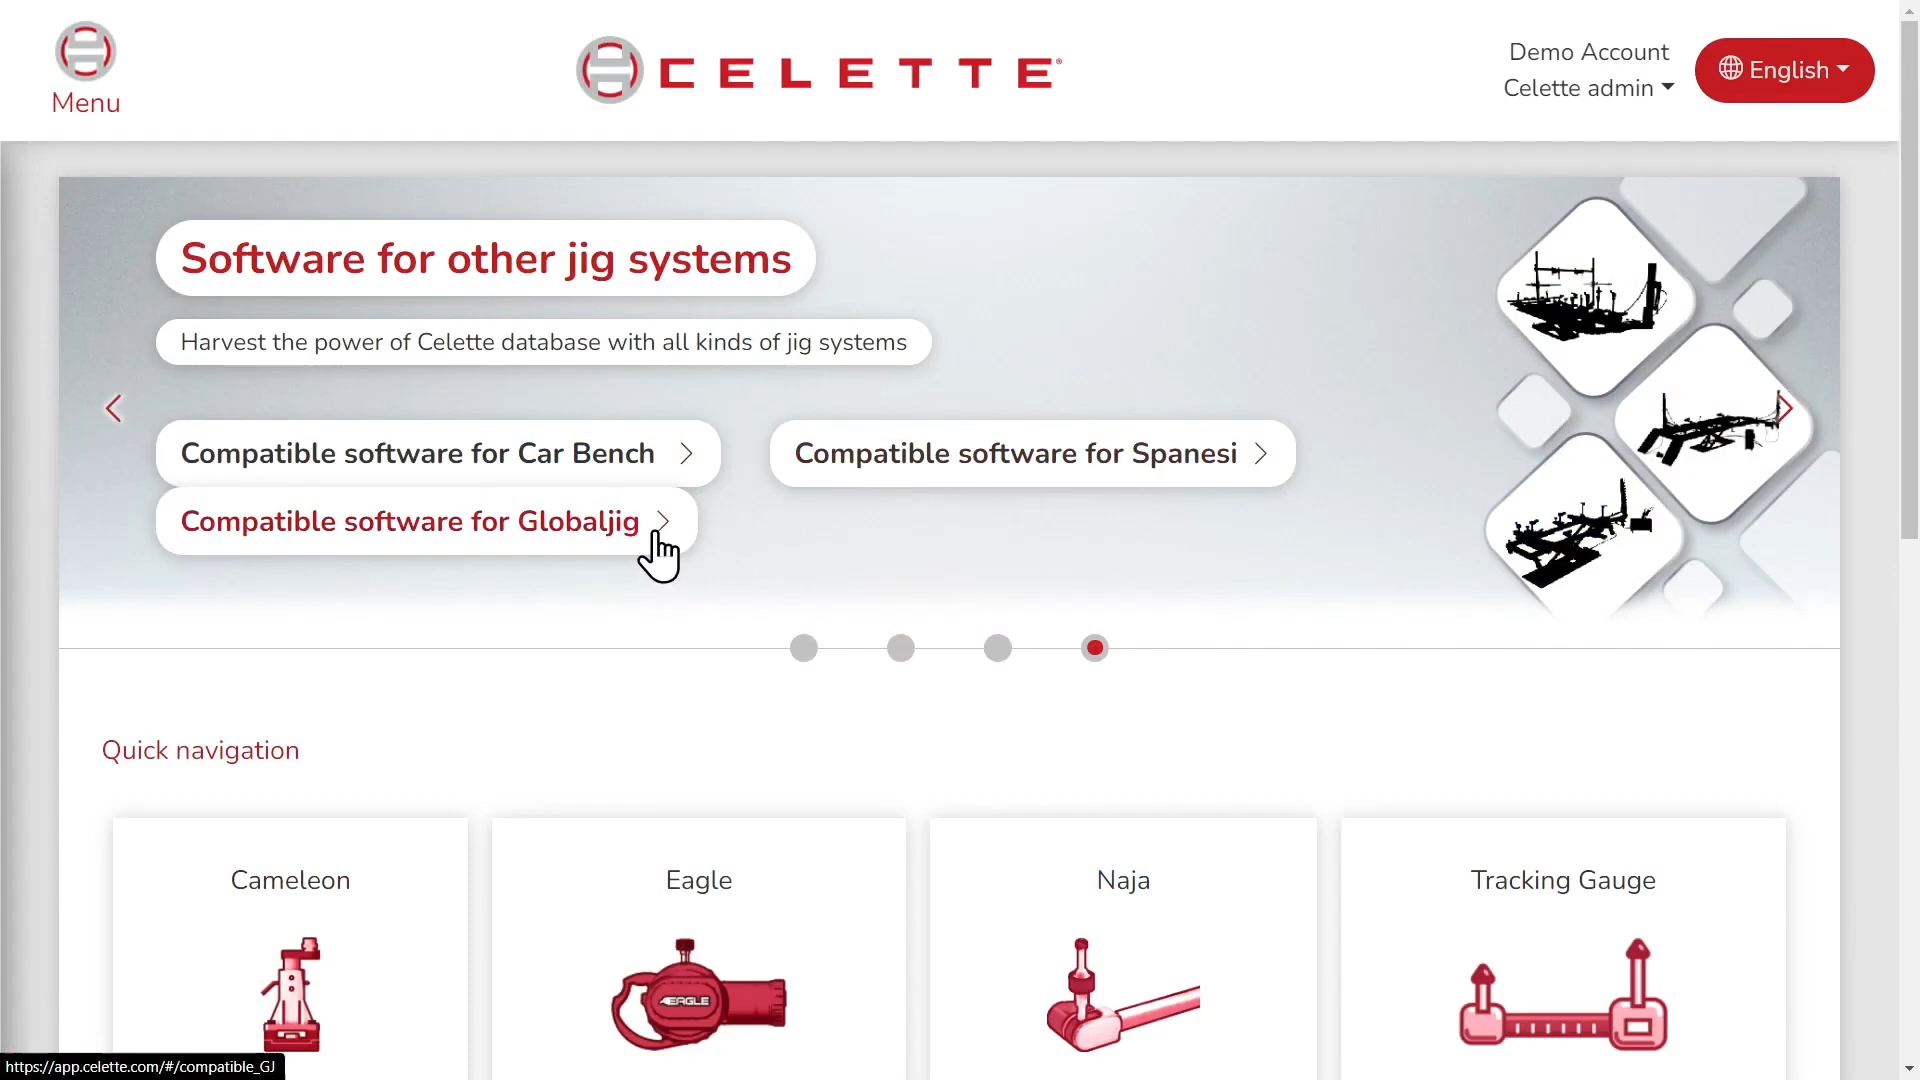 Menu
CELETTE
Demo Account
Celette admin
English
Software for other jig systems
Harvest the power of Celette database with all kinds of jig systems
Compatible software for Car Bench
Compatible software for Spanesi
Compatible software for Globaljig
Quick navigation
Cameleon
Eagle
Naja
Tracking Gauge
EAGLE
https://app.celette.com/#/compatible_GJ